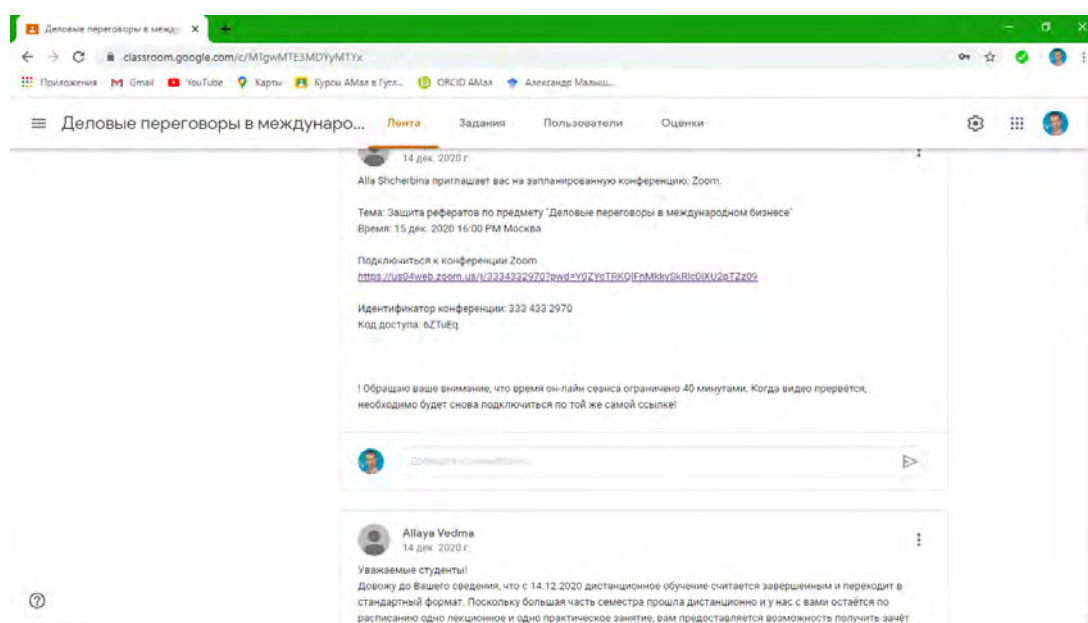 Деловые переговоры в между
classroom.google.com/c/MTgwMTE3MDYyMTYx
Приложения Gmail YouTube Карты Курсы АМал в Гугл... ORCID АМал Александр Малыш...
Деловые переговоры в междунаро... Лента Задания Пользователи Оценки
14 дек. 2020 г.
Alla Shcherbina приглашает вас на запланированную конференцию: Zoom.
Тема: Защита рефератов по предмету "Деловые переговоры в международном бизнесе"
Время: 15 дек. 2020 16:00 PM Москва
Подключиться к конференции Zoom
Идентификатор конференции: 333 433 2970
Код доступа: 6ZTuEq
! Обращаю ваше внимание, что время он-лайн сеанса ограничено 40 минутами. Когда видео прервётся,
необходимо будет снова подключиться по той же самой ссылке!
Allaya Vedma
14 дек. 2020 г.
Уважаемые студенты!
Довожу до Вашего сведения, что с 14.12.2020 дистанционное обучение считается завершенным и переходит в
стандартный формат. Поскольку большая часть семестра прошла дистанционно и у нас с вами остаётся по
расписанию одно лекционное и одно практическое занятие, вам предоставляется возможность получить зачёт